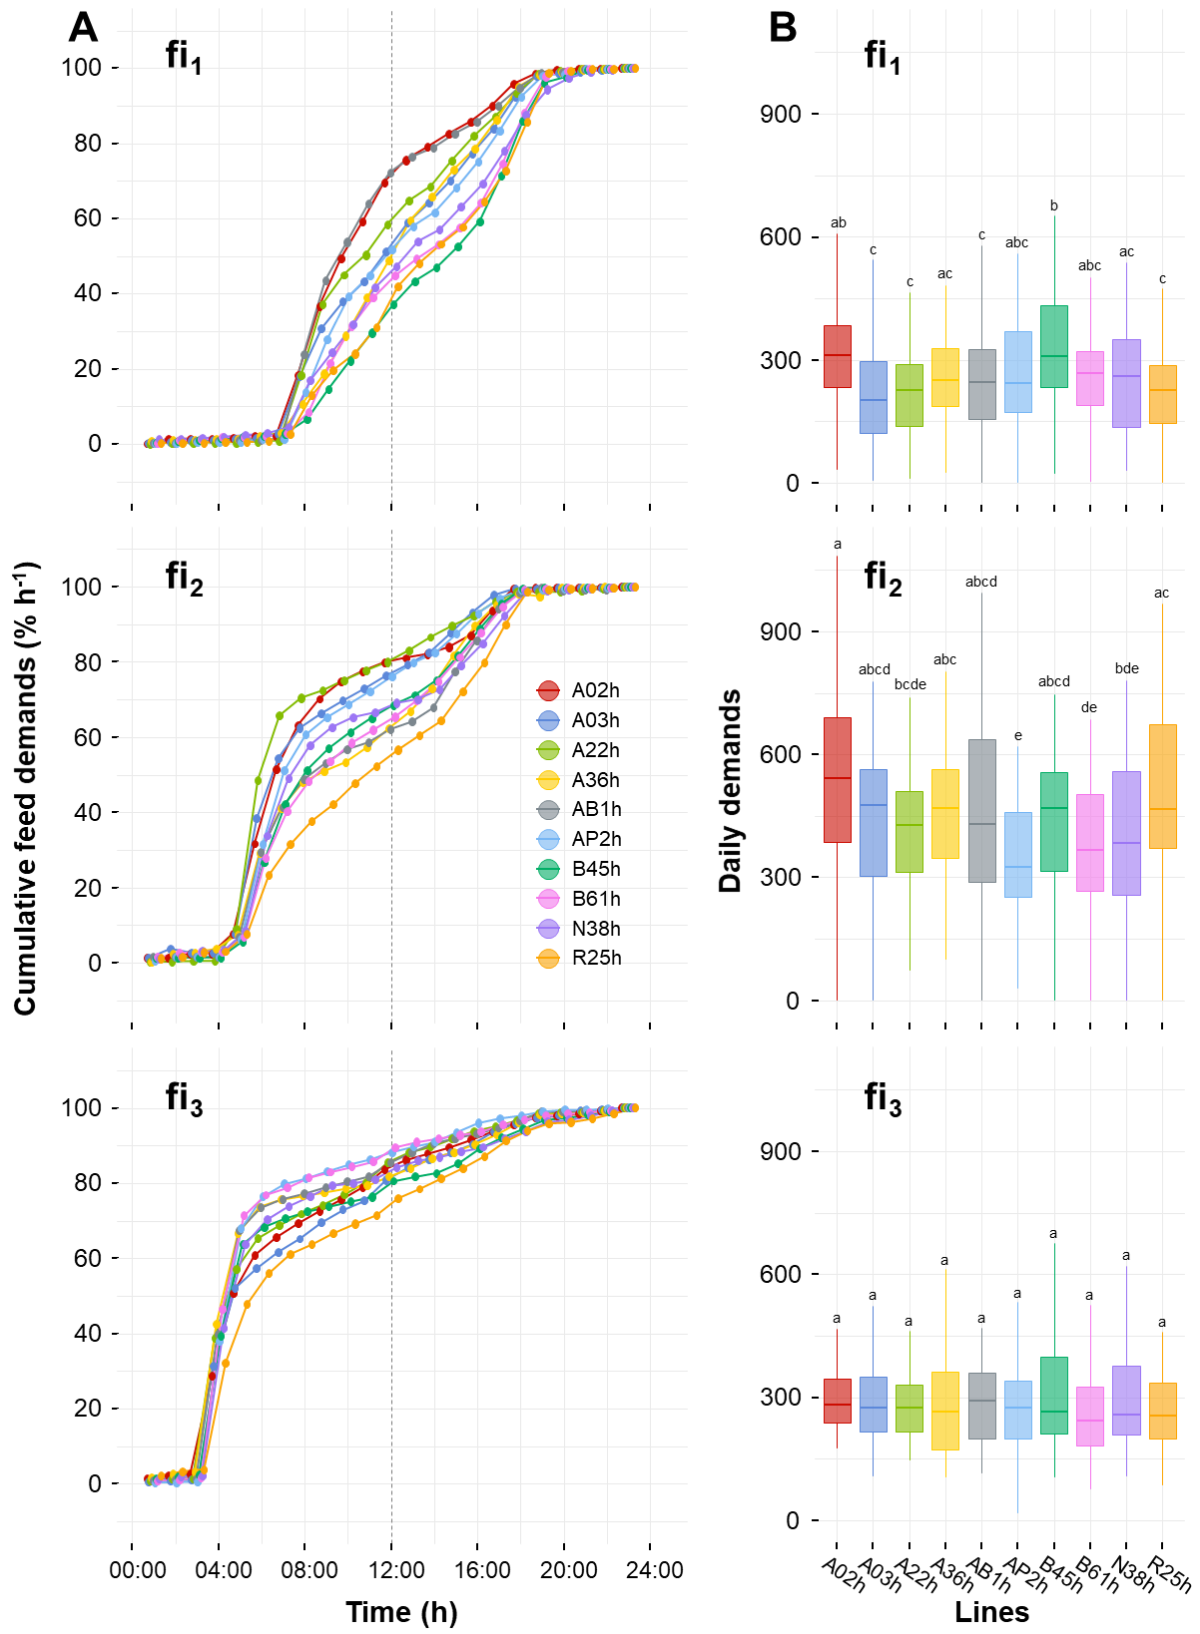 A
B
fi1
100
80
60
40
20
0
fi1
900
600
300
0
ab
c
c
ac
c
abc
b
abc
ac
c
Cumulative feed demands (% h-1)
fi2
100
80
60
40
20
0
A02h
A03h
A22h
A36h
AB1h
AP2h
B45h
B61h
N38h
R25h
Daily demands
fi2
900
600
300
0
a
abcd
bcde
abc
abcd
e
abcd
de
bde
ac
fi3
100
80
60
40
20
0
00:00
04:00
08:00
12:00
16:00
20:00
24:00
Time (h)
fi3
900
600
300
0
a
a
a
a
a
a
a
a
a
a
A02h
A03h
A22h
A36h
AB1h
AP2h
B45h
B61h
N38h
R25h
Lines